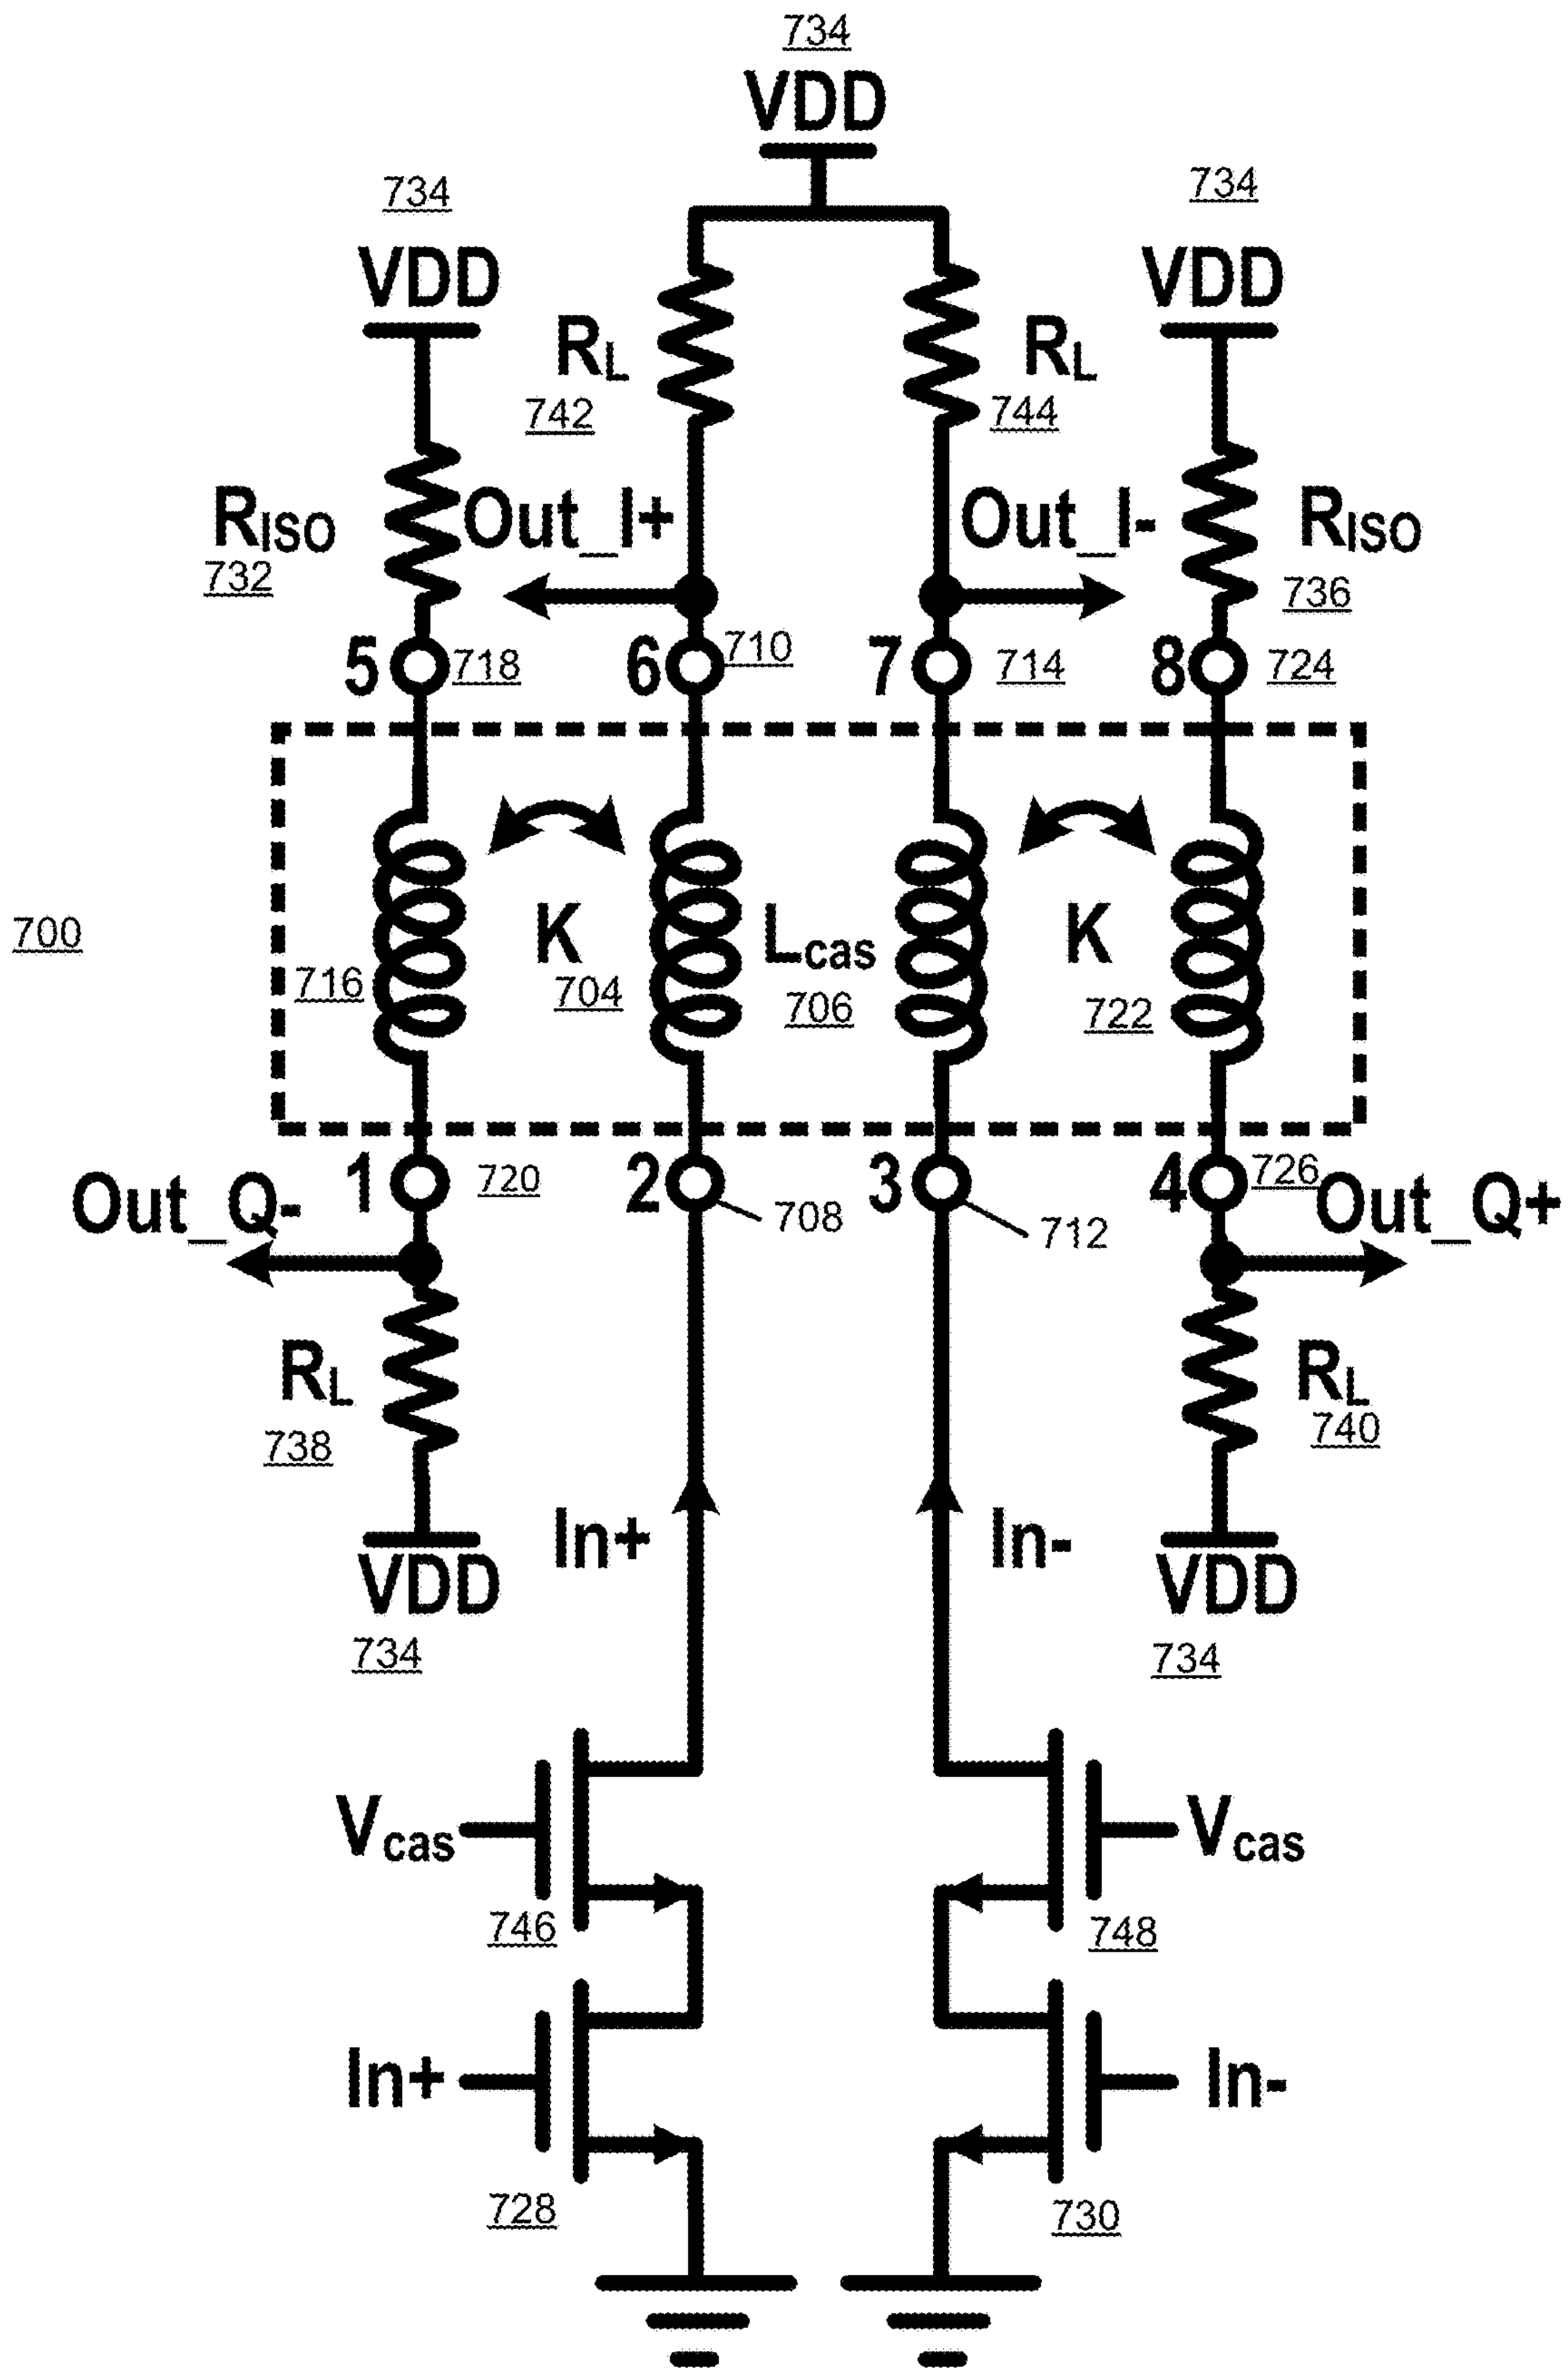 734
VDD
734
VDD
734
VDD
RL
742
RL
744
RISO
732
Out_I+
Out_I-
RISO
736
5
718
6
710
7
714
8
724
700
716
K
704
Lcas
706
K
722
1
720
2
708
3
712
4
726
Out_Q-
Out_Q+
RL
738
RL
740
In+
In-
VDD
734
VDD
734
Vcas
746
Vcas
748
In+
728
In-
730